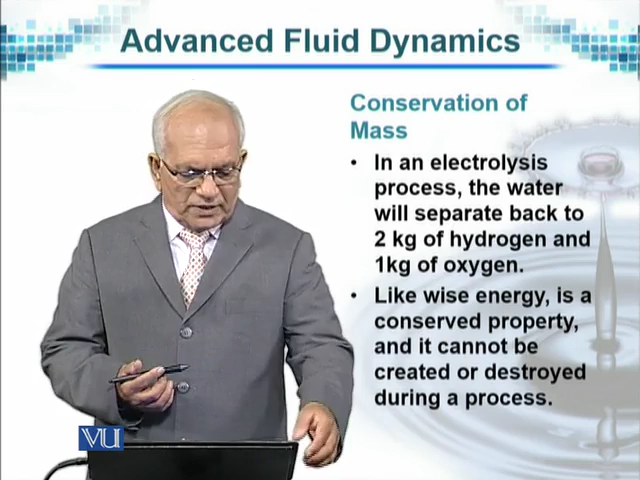 Advanced Fluid Dynamics
Conservation of
Mass
• In an electrolysis
process, the water
will separate back to
2 kg of hydrogen and
1kg of oxygen.
• Like wise energy, is a
conserved property,
and it cannot be
created or destroyed
during a process.
VU